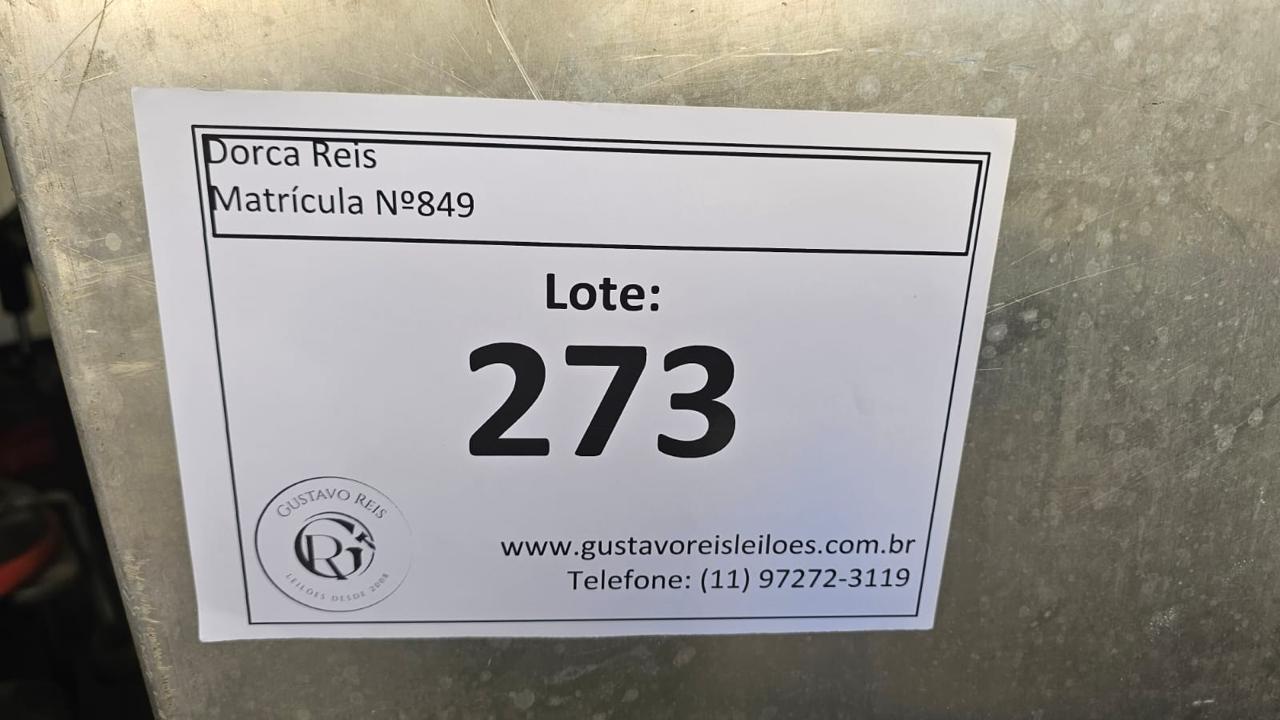 Dorca Reis
Matrícula Nº849
Lote:
273
GUSTAVO REIS
GR
LEILÕES DESDE 2008
www.gustavoreisleiloes.com.br
Telefone: (11) 97272-3119